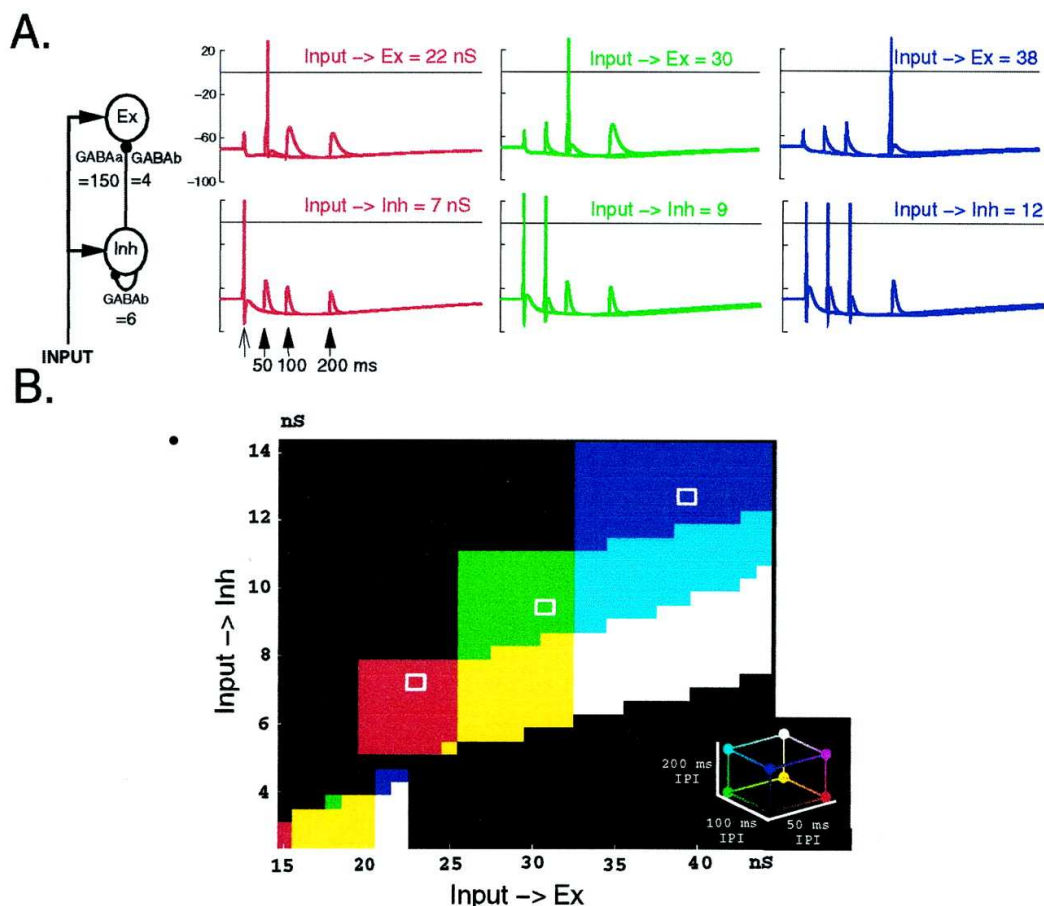 A.
20
-20
-60
-100
Input -> Ex = 22 nS
Input -> Ex = 30
Input -> Ex = 38
Ex
GABAa
=150
GABAb
=4
Inh
GABAb
=6
INPUT
Input -> Inh = 7 nS
Input -> Inh = 9
Input -> Inh = 12
50 100 200 ms
B.
nS
14
12
10
8
6
4
Input -> Inh
15 20 25 30 35 40 nS
Input -> Ex
200 ms
IPI
100 ms
IPI
50 ms
IPI